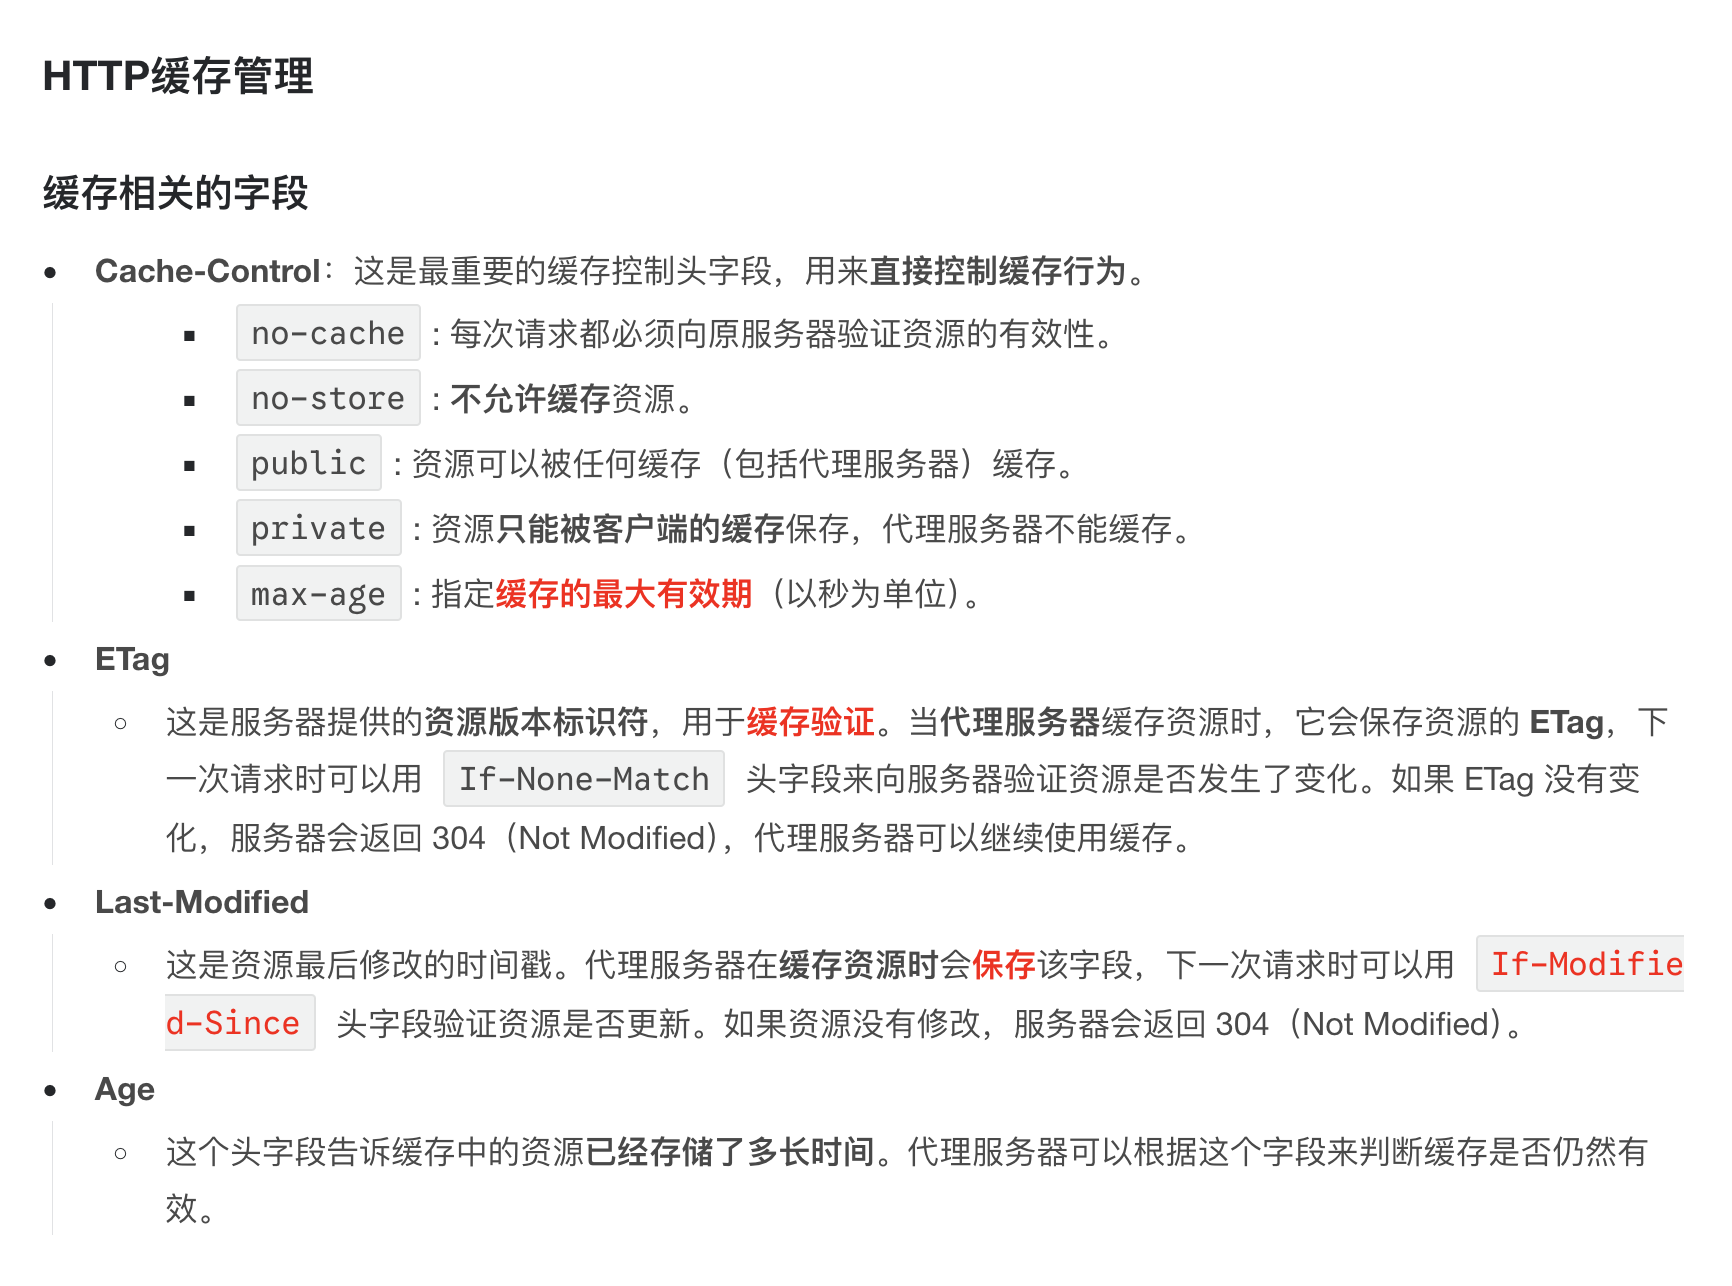 HTTP缓存管理
缓存相关的字段
Cache-Control：这是最重要的缓存控制头字段，用来直接控制缓存行为。
no-cache : 每次请求都必须向原服务器验证资源的有效性。
no-store : 不允许缓存资源。
public : 资源可以被任何缓存（包括代理服务器）缓存。
private : 资源只能被客户端的缓存保存，代理服务器不能缓存。
max-age : 指定缓存的最大有效期（以秒为单位）。
ETag
这是服务器提供的资源版本标识符，用于缓存验证。当代理服务器缓存资源时，它会保存资源的 ETag，下
一次请求时可以用 If-None-Match 头字段来向服务器验证资源是否发生了变化。如果 ETag 没有变
化，服务器会返回 304（Not Modified），代理服务器可以继续使用缓存。
Last-Modified
这是资源最后修改的时间戳。代理服务器在缓存资源时会保存该字段，下一次请求时可以用 If-Modifie
d-Since 头字段验证资源是否更新。如果资源没有修改，服务器会返回 304（Not Modified）。
Age
这个头字段告诉缓存中的资源已经存储了多长时间。代理服务器可以根据这个字段来判断缓存是否仍然有
效。